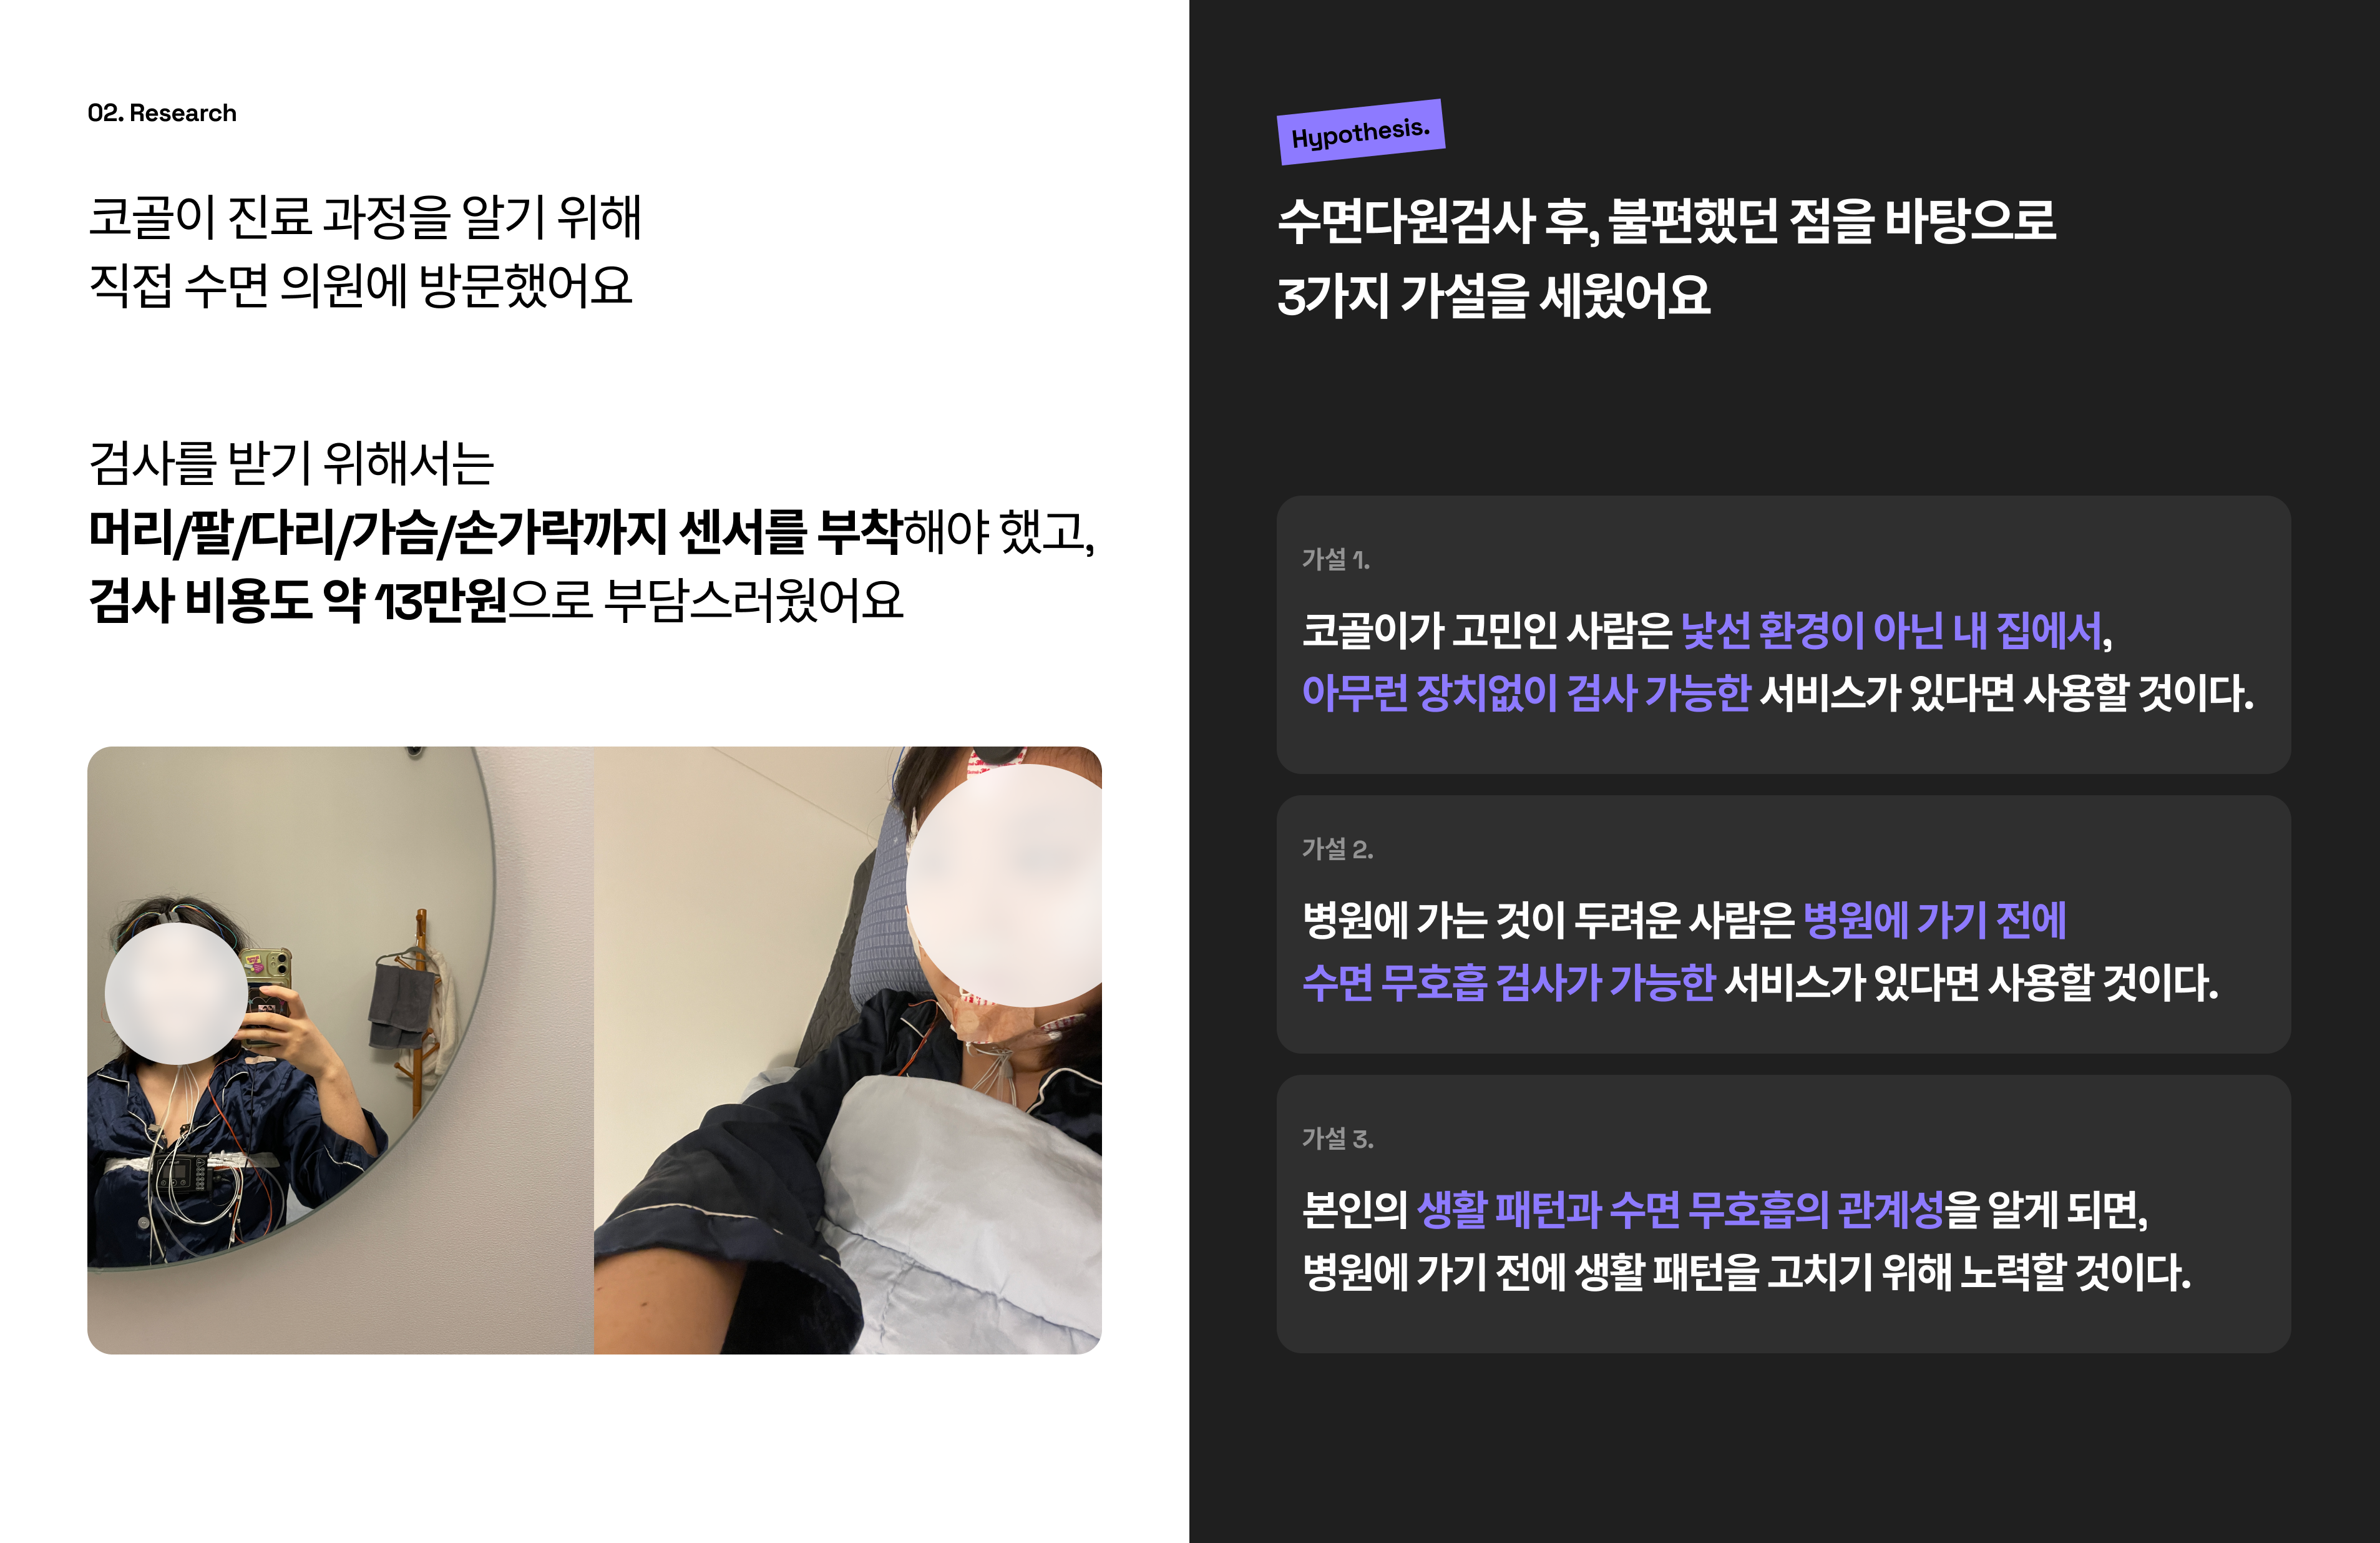 02. Research
코골이 진료 과정을 알기 위해
직접 수면 의원에 방문했어요
검사를 받기 위해서는
머리/팔/다리/가슴/손가락까지 센서를 부착해야 했고,
검사 비용도 약 13만원으로 부담스러웠어요
Hypothesis.
수면다원검사 후, 불편했던 점을 바탕으로
3가지 가설을 세웠어요
가설 1.
코골이가 고민인 사람은 낯선 환경이 아닌 내 집에서,
아무런 장치없이 검사 가능한 서비스가 있다면 사용할 것이다.
가설 2.
병원에 가는 것이 두려운 사람은 병원에 가기 전에
수면 무호흡 검사가 가능한 서비스가 있다면 사용할 것이다.
가설 3.
본인의 생활 패턴과 수면 무호흡의 관계성을 알게 되면,
병원에 가기 전에 생활 패턴을 고치기 위해 노력할 것이다.